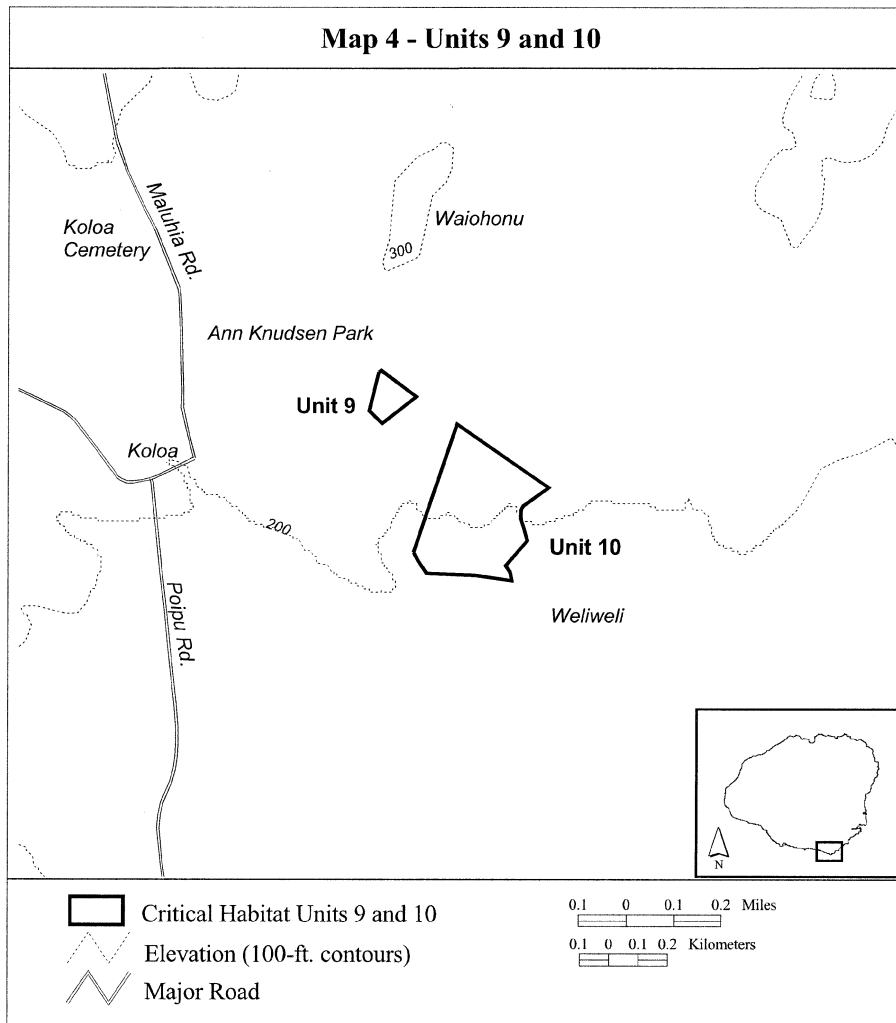 Map 4 - Units 9 and 10
Maluhia Rd.
Koloa
Cemetery
Waiohonu
300
Ann Knudsen Park
Unit 9
Koloa
200
Unit 10
Poipu Rd.
Weliweli
N
Critical Habitat Units 9 and 10
Elevation (100-ft. contours)
Major Road
0.1 0 0.1 0.2 Miles
0.1 0 0.1 0.2 Kilometers